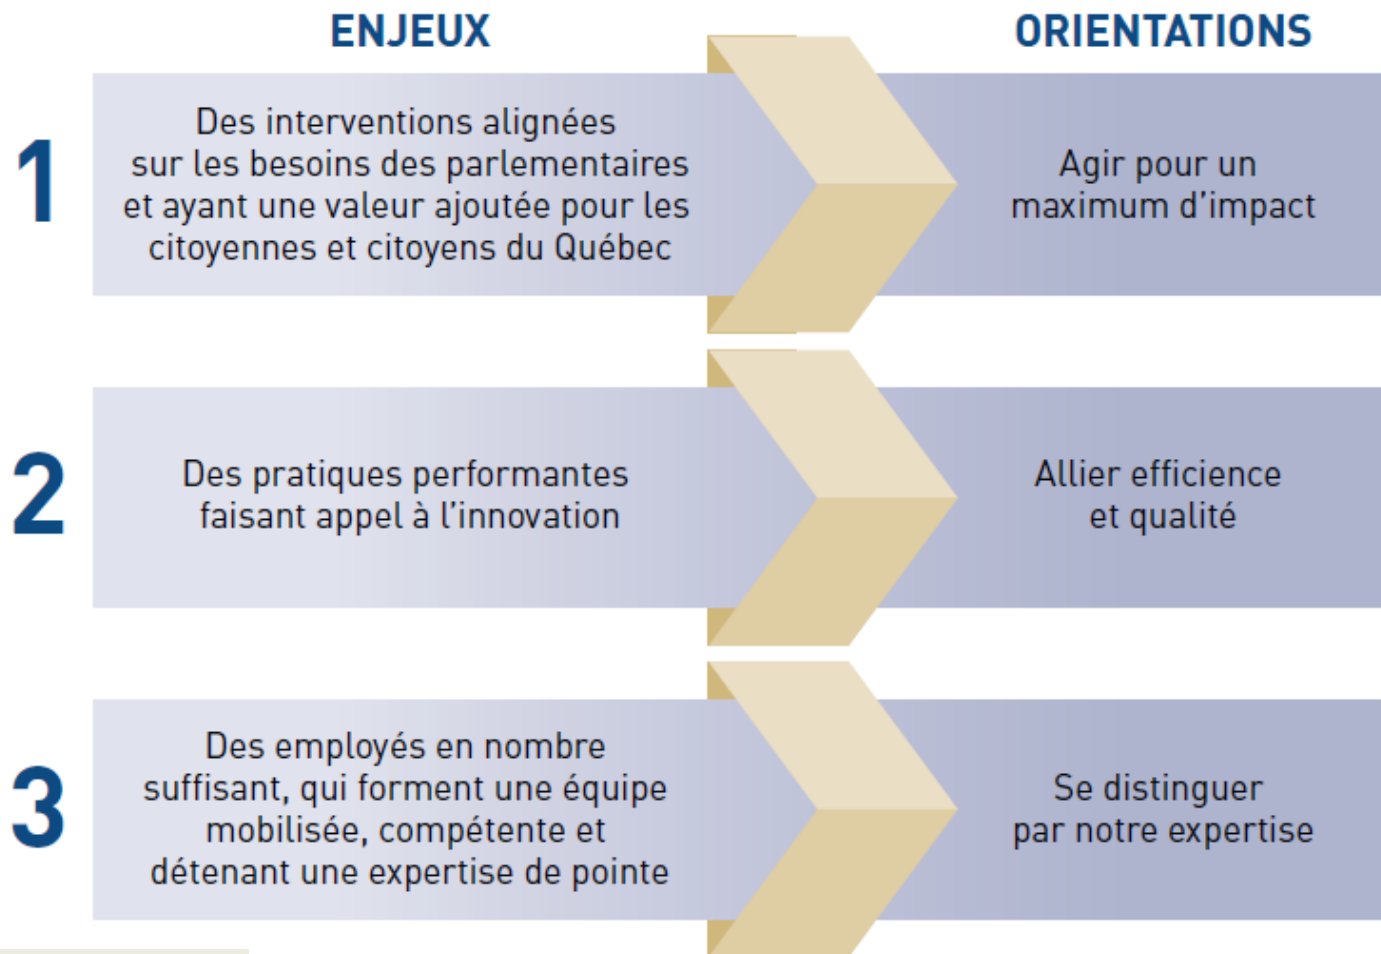 ENJEUX
ORIENTATIONS
1
Des interventions alignées
sur les besoins des parlementaires
et ayant une valeur ajoutée pour les
citoyennes et citoyens du Québec
Agir pour un
maximum d’impact
2
Des pratiques performantes
faisant appel à l’innovation
Allier efficience
et qualité
3
Des employés en nombre
suffisant, qui forment une équipe
mobilisée, compétente et
détenant une expertise de pointe
Se distinguer
par notre expertise